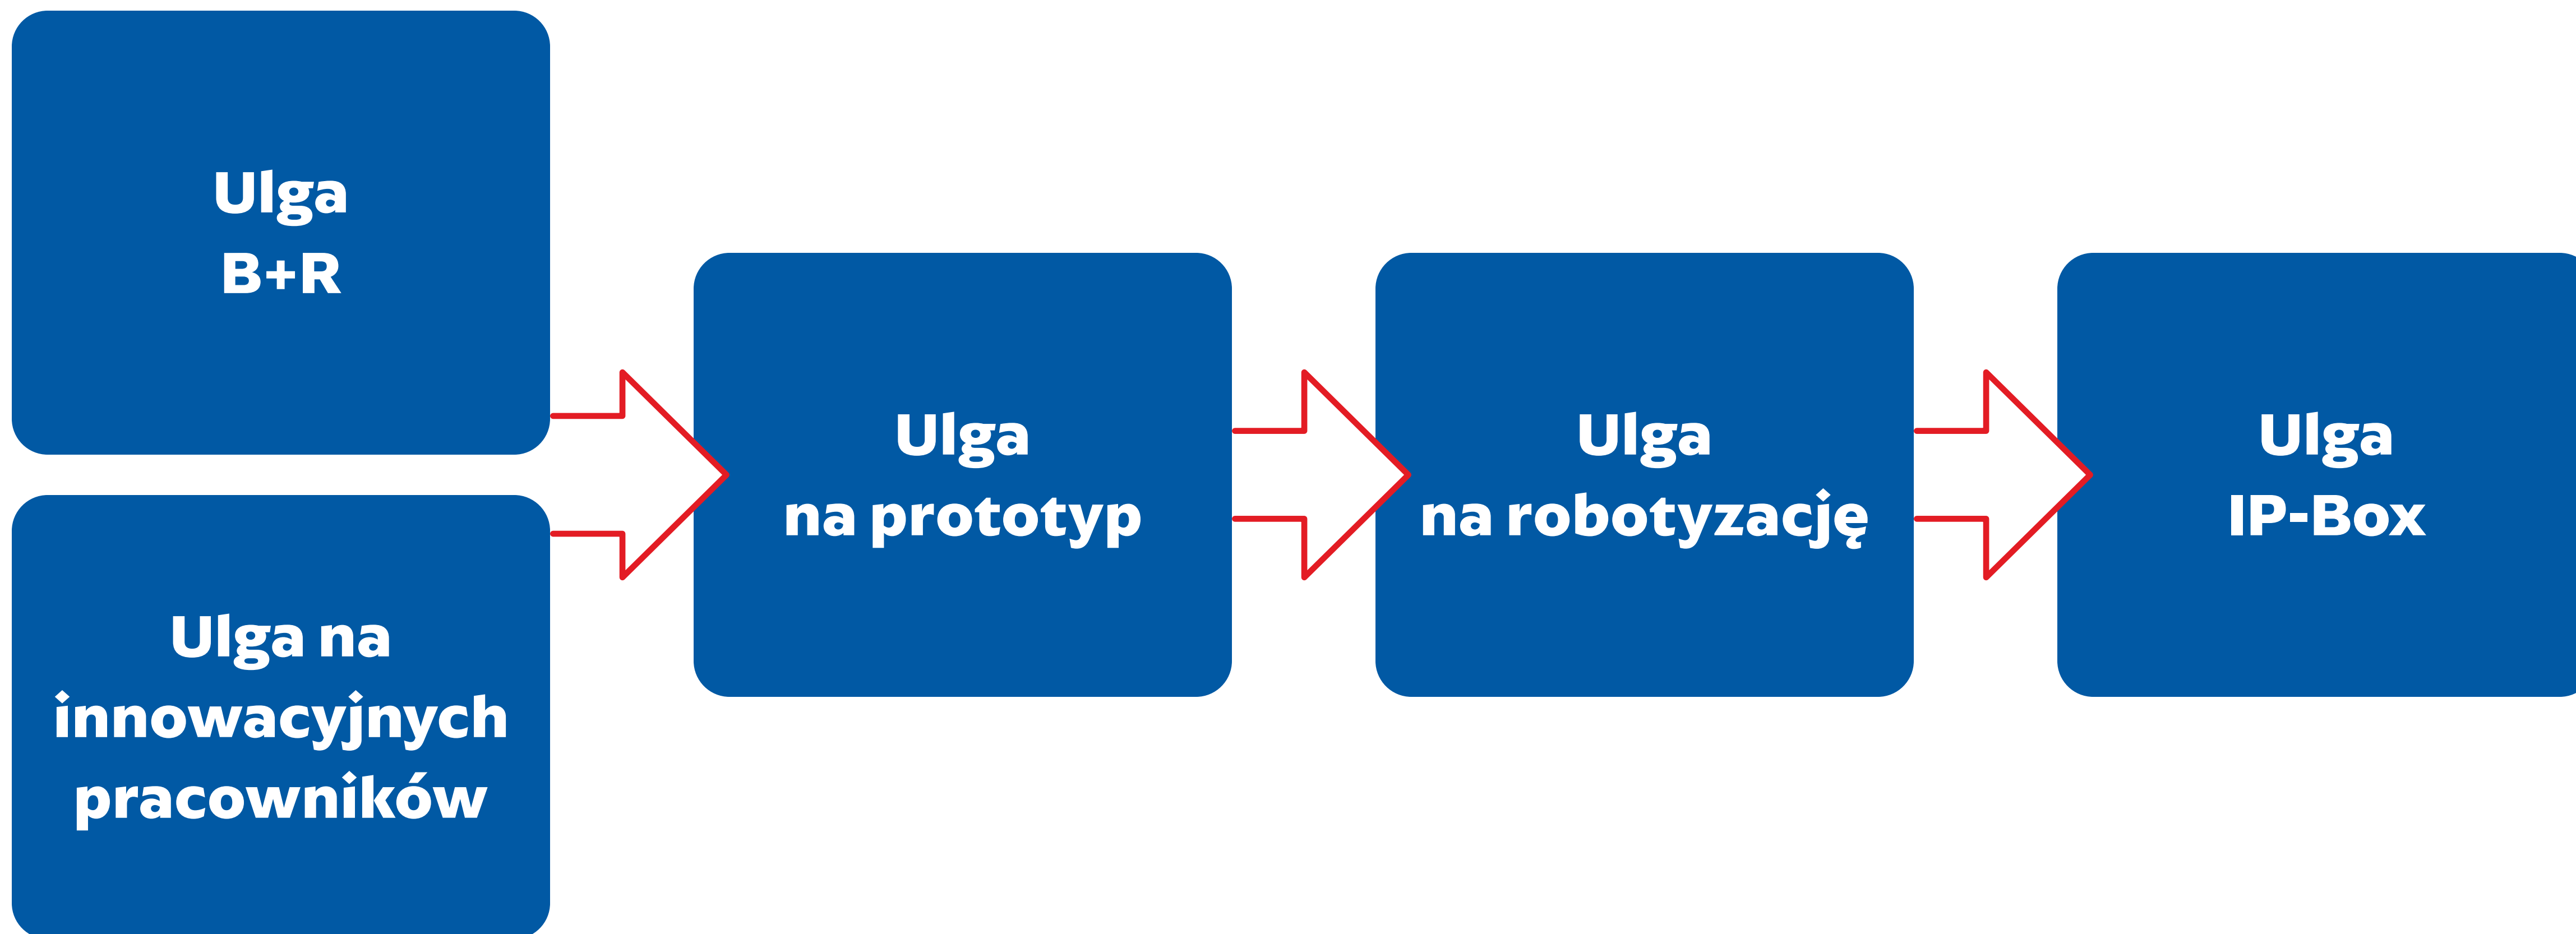 Ulga
B+R
Ulga na
innowacyjnych
pracowników
Ulga
na prototyp
Ulga
na robotyzację
Ulga
IP-Box